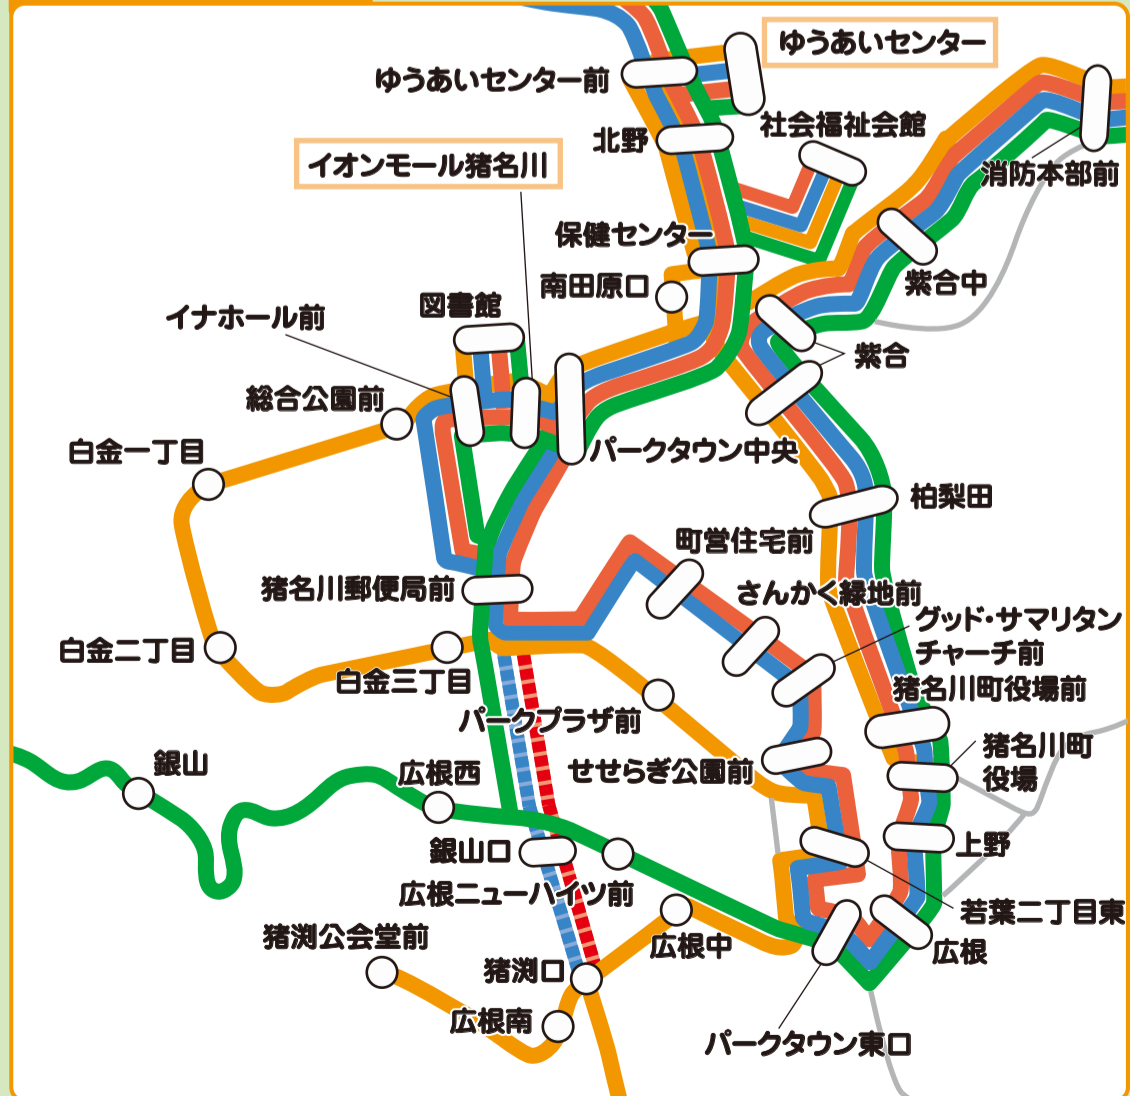 ゆうあいセンター
ゆうあいセンター前
社会福祉会館
北野
イオンモール猪名川
消防本部前
保健センター
南田原口
紫合中
図書館
イナホール前
紫合
総合公園前
白金一丁目
パークタウン中央
柏梨田
町営住宅前
猪名川郵便局前
さんかく緑地前
グッド・サマリタン
チャーチ前
白金二丁目
白金三丁目
猪名川町役場前
パークプラザ前
猪名川町
役場
銀山
広根西
せせらぎ公園前
銀山口
上野
広根ニューハイツ前
若葉二丁目東
猪渕公会堂前
広根中
広根
猪渕口
広根南
パークタウン東口